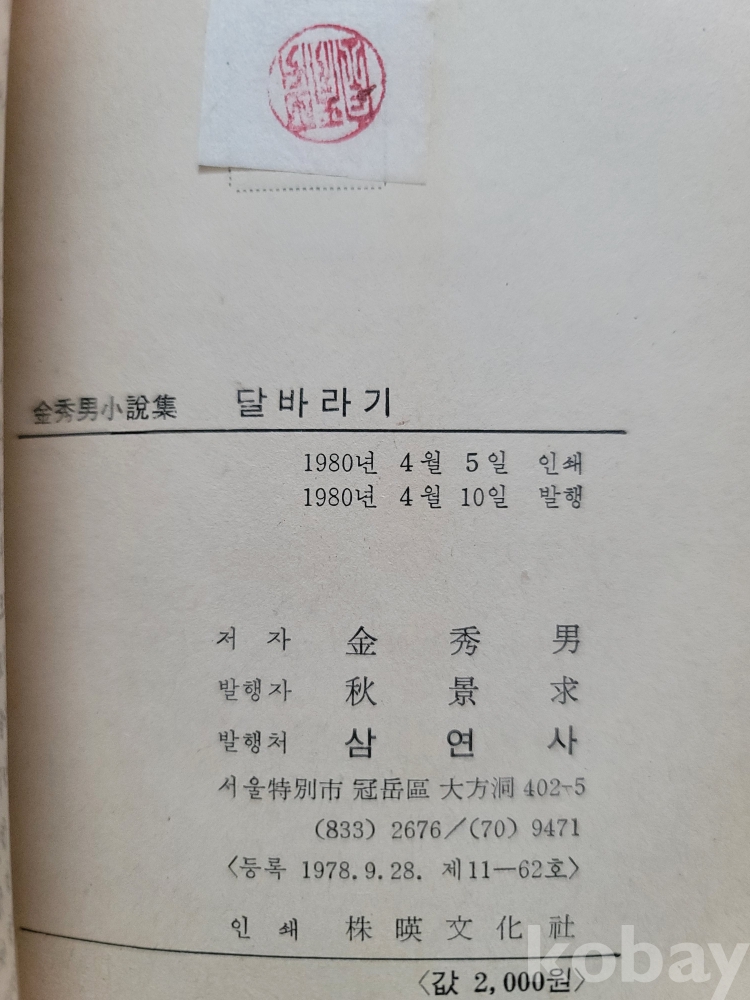 金秀男小說集 달바라기
1980년 4월 5일 인쇄
1980년 4월 10일 발행
저자 金秀男
발행자 秋景求
발행처 삼연사
서울特別市 冠岳區 大方洞 402-5
(833) 2676/(70) 9471
<등록 1978.9.28. 제11-62호>
인쇄 株暎文化社
<값 2,000원>
kobay